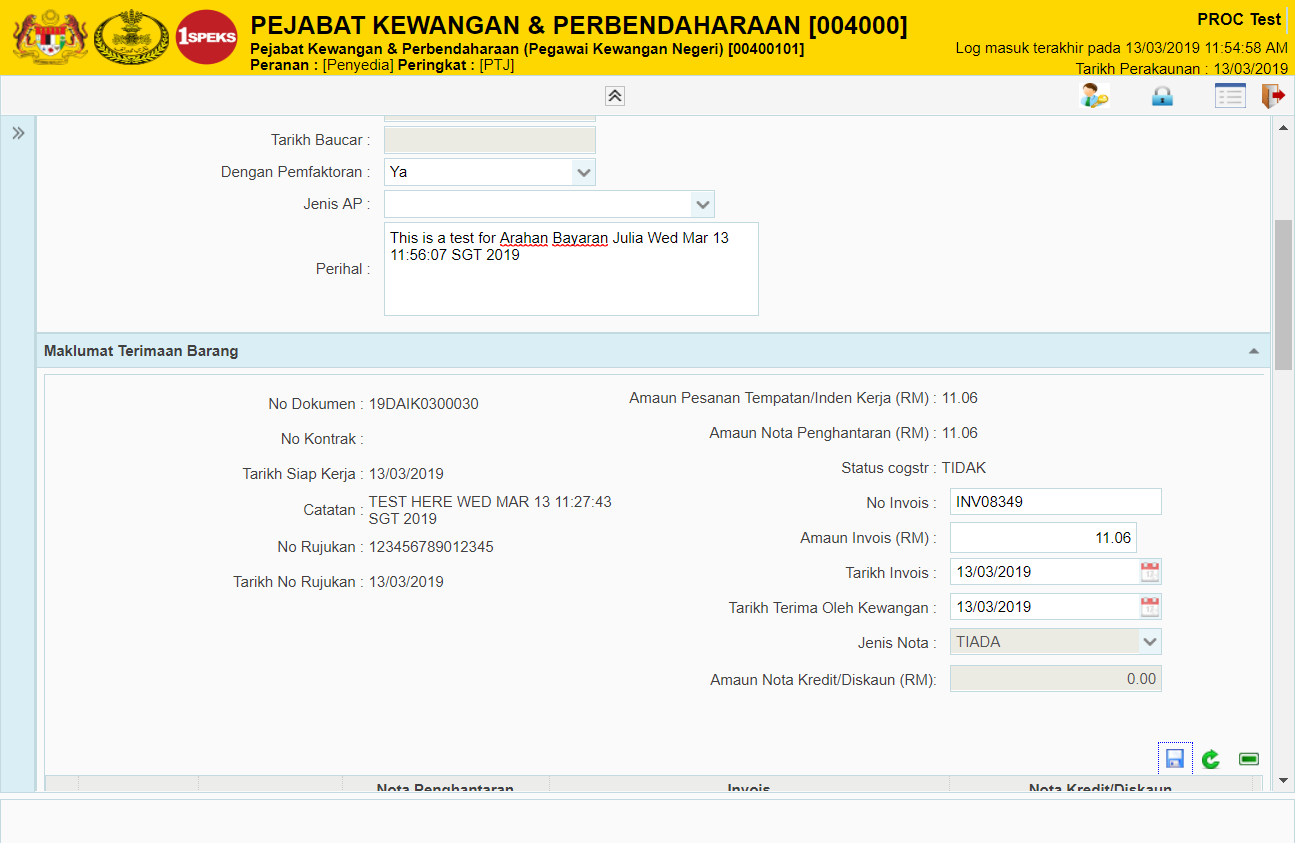 1SPEKS
PEJABAT KEWANGAN & PERBENDAHARAAN [004000]
Pejabat Kewangan & Perbendaharaan (Pegawai Kewangan Negeri) [00400101]
Peranan : [Penyedia] Peringkat : [PTJ]
PROC Test
Log masuk terakhir pada 13/03/2019 11:54:58 AM
Tarikh Perakaunan : 13/03/2019
Tarikh Baucar :
Dengan Pemfaktoran : Ya
Jenis AP :
Perihal :
This is a test for Arahan Bayaran Julia Wed Mar 13
11:56:07 SGT 2019
Maklumat Terimaan Barang
No Dokumen : 19DAIK0300030
No Kontrak :
Tarikh Siap Kerja : 13/03/2019
Catatan : TEST HERE WED MAR 13 11:27:43
SGT 2019
No Rujukan : 123456789012345
Tarikh No Rujukan : 13/03/2019
Amaun Pesanan Tempatan/Inden Kerja (RM) : 11.06
Amaun Nota Penghantaran (RM) : 11.06
Status cogstr : TIDAK
No Invois : INV08349
Amaun Invois (RM) : 11.06
Tarikh Invois : 13/03/2019
Tarikh Terima Oleh Kewangan : 13/03/2019
Jenis Nota : TIADA
Amaun Nota Kredit/Diskaun (RM): 0.00
Nota Penghantaran Invois Nota Kredit/Diskaun